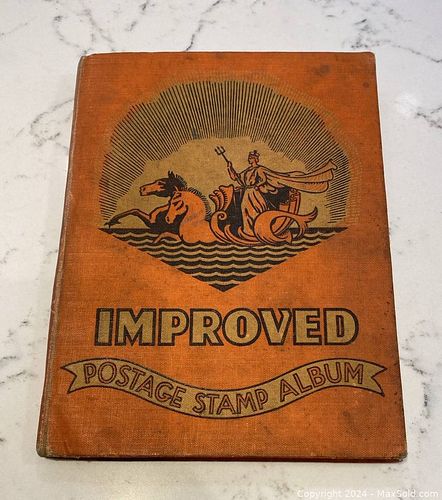 IMPROVED
POSTAGE STAMP ALBUM
Copyright 2024 - MaxSold.com